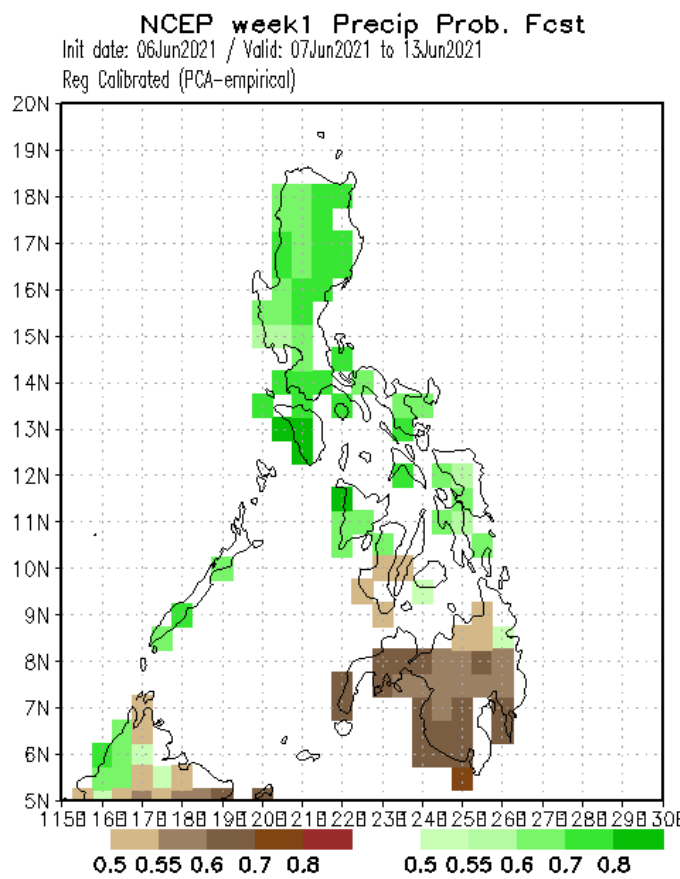 NCEP week1 Precip Prob. Fcst
Init date: 06Jun2021 / Valid: 07Jun2021 to 13Jun2021
Reg Calibrated (PCA-empirical)
20N
19N
18N
17N
16N
15N
14N
13N
12N
11N
10N
9N
8N
7N
6N
5N
115E 116E 117E 118E 119E 120E 121E 122E 123E 124E 125E 126E 127E 128E 129E 130E
0.5 0.55 0.6 0.7 0.8 0.5 0.55 0.6 0.7 0.8